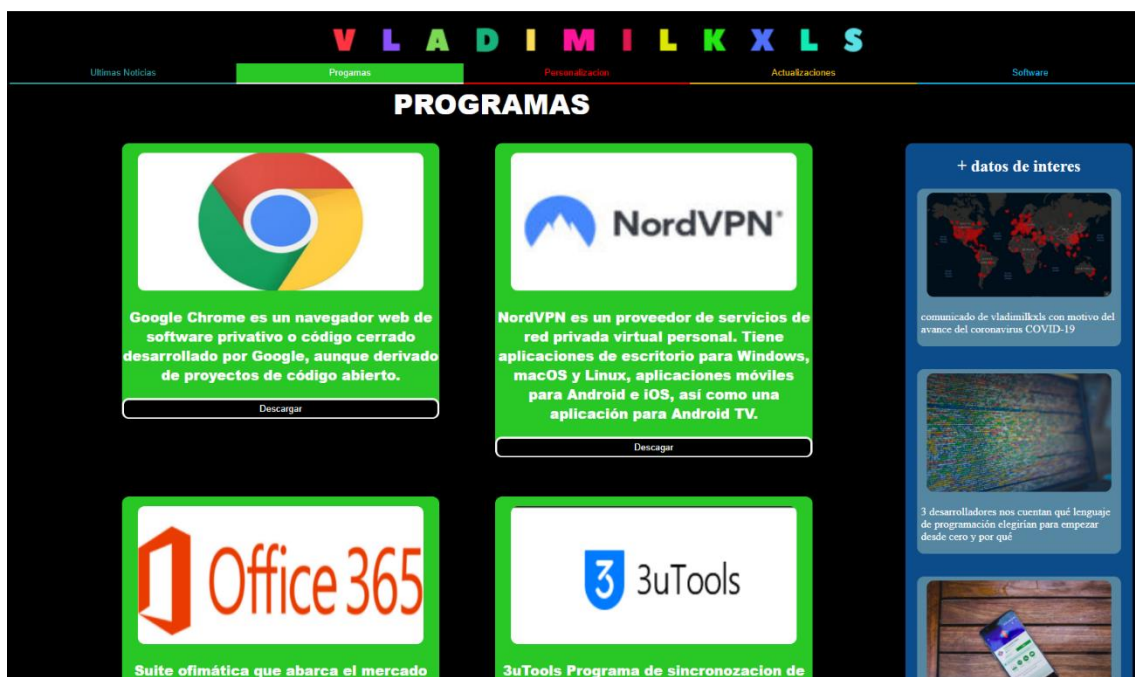 VLADIMILKXLS
Ultimas Noticias
Progamas
Personalizacion
Actualizaciones
Software
PROGRAMAS
Google Chrome es un navegador web de
software privativo o código cerrado
desarrollado por Google, aunque derivado
de proyectos de código abierto.
Descargar
NordVPN®
NordVPN es un proveedor de servicios de
red privada virtual personal. Tiene
aplicaciones de escritorio para Windows,
macOS y Linux, aplicaciones móviles
para Android e iOS, así como una
aplicación para Android TV.
Descagar
Office 365
Suite ofimática que abarca el mercado
3 3uTools
3uTools Programa de sincronozacion de
+ datos de interes
comunicado de vladimilkxls con motivo del
avance del coronavirus COVID-19
3 desarrolladores nos cuentan qué lenguaje
de programación elegirían para empezar
desde cero y por qué